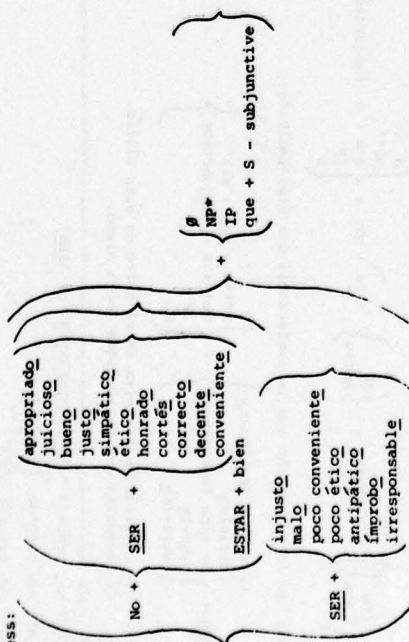 ess:
No +
SER +
apropriado
juicioso
bueno
justo
simpático
ético
honrado
cortés
correcto
decente
conveniente
ESTAR + bien
SER +
injusto
malo
poco conveniente
poco ético
antipático
ímprobo
irresponsable
+
Ø
NP*
IP
que + S - subjunctive